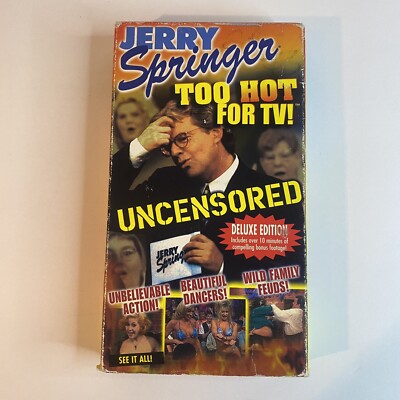 JERRY
Springer
TOO HOT
FOR TV!™
UNCENSORED
DELUXE EDITION
Includes over 10 minutes of
compelling bonus footage!
JERRY
Springer
UNBELIEVABLE
ACTION!
BEAUTIFUL
DANCERS!
WILD FAMILY
FEUDS!
SEE IT ALL!